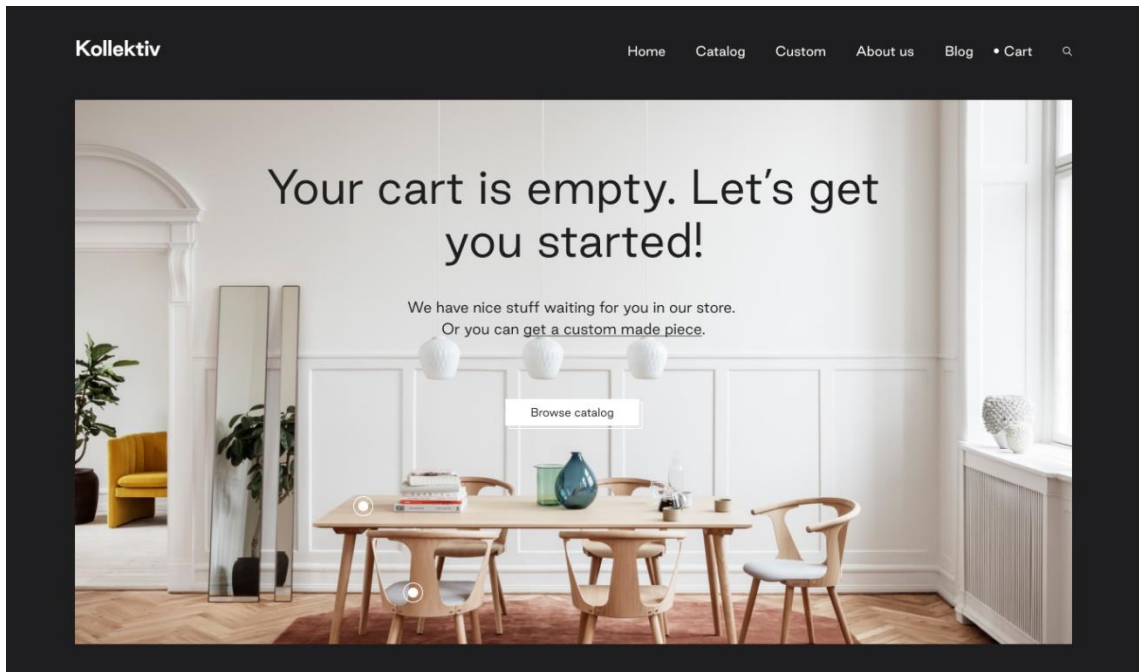 Kollektiv
Home Catalog Custom About us Blog • Cart
Your cart is empty. Let's get
you started!
We have nice stuff waiting for you in our store.
Or you can get a custom made piece.
Browse catalog